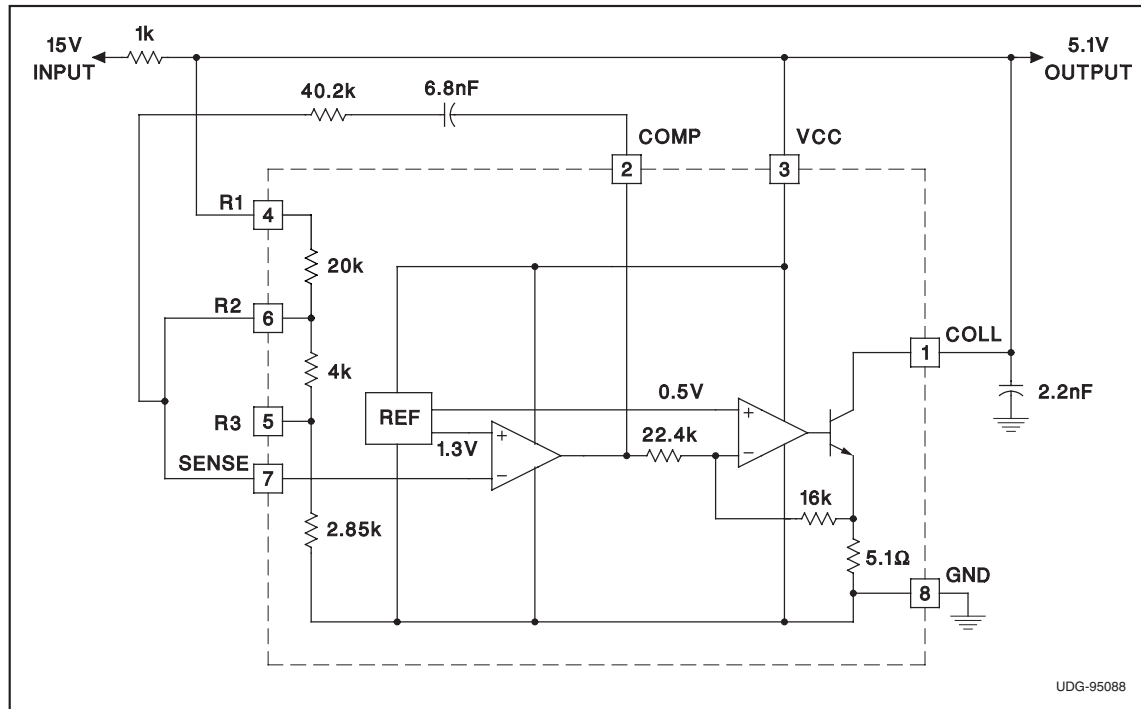 15V
INPUT
1k
5.1V
OUTPUT
40.2k
6.8nF
COMP
VCC
2
3
R1
4
20k
R2
6
4k
COLL
1
R3
5
REF
0.5V
+
−
2.2nF
1.3V
+
−
22.4k
SENSE
7
16k
2.85k
5.1Ω
GND
8
UDG-95088